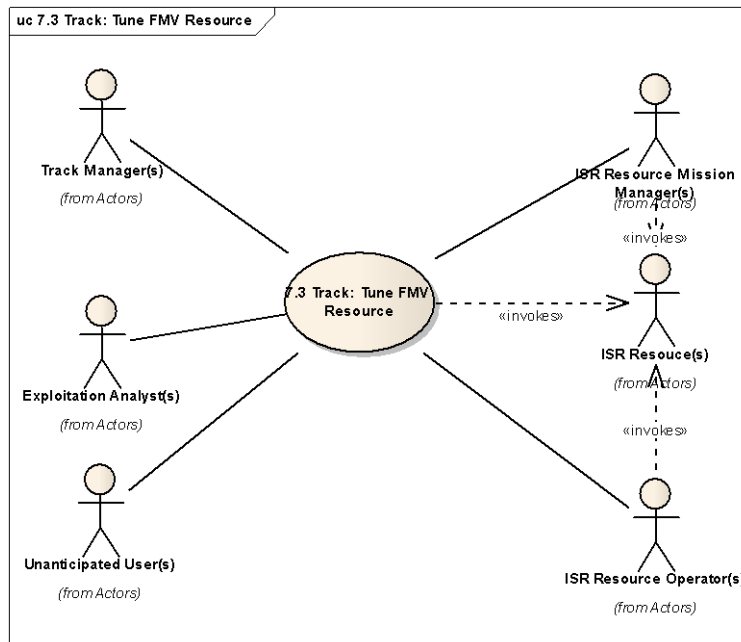 uc 7.3 Track: Tune FMV Resource
Track Manager(s)
(from Actors)
ISR Resource Mission
Manager(s)
(from Actors)
«invokes»
7.3 Track: Tune FMV
Resource
«invokes»
ISR Resouce(s)
(from Actors)
Exploitation Analyst(s)
(from Actors)
«invokes»
Unanticipated User(s)
(from Actors)
ISR Resource Operator(s)
(from Actors)